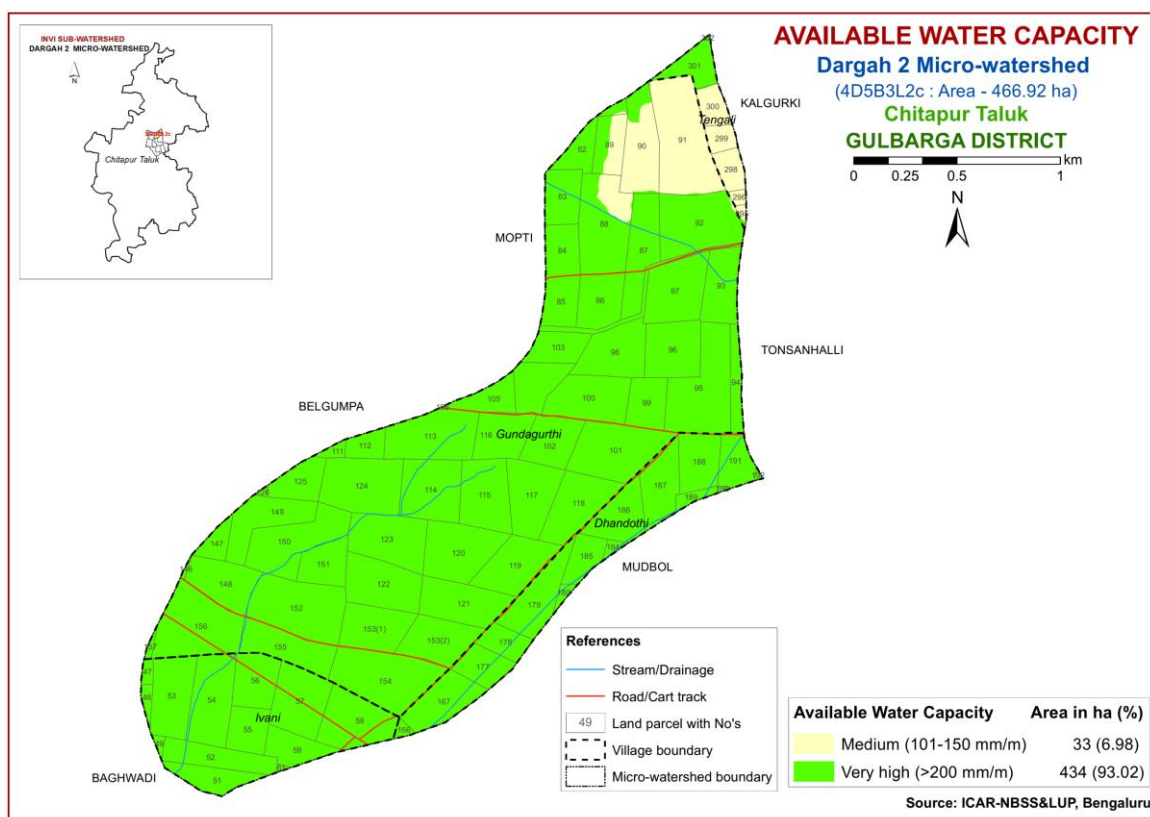 INVI SUB-WATERSHED
DARGAH 2 MICRO-WATERSHED
N
Chitapur Taluk
AVAILABLE WATER CAPACITY
Dargah 2 Micro-watershed
(4D5B3L2c : Area - 466.92 ha)
Chitapur Taluk
GULBARGA DISTRICT
km
0 0.25 0.5 1
N
KALGURKI
MOPTI
TONSANHALLI
BELGUMPA
MUDBOL
BAGHWADI
301
300
Tengali
91
90
89
82
299
298
83
88
92
84
87
93
97
85
86
103
98
96
94
95
105
100
99
113
116
Gundagurthi
112
102
101
111
188
191
125
124
114
115
117
187
189
118
186
149
Dhandothi
147
150
123
120
185
151
119
122
148
179
152
121
156
153(1)
153(2)
178
155
177
154
53
54
56
57
167
Ivani
58
55
166
59
52
51
References
Stream/Drainage
Road/Cart track
49 Land parcel with No's
Village boundary
Micro-watershed boundary
Available Water Capacity Area in ha (%)
Medium (101-150 mm/m) 33 (6.98)
Very high (>200 mm/m) 434 (93.02)
Source: ICAR-NBSS&LUP, Bengaluru